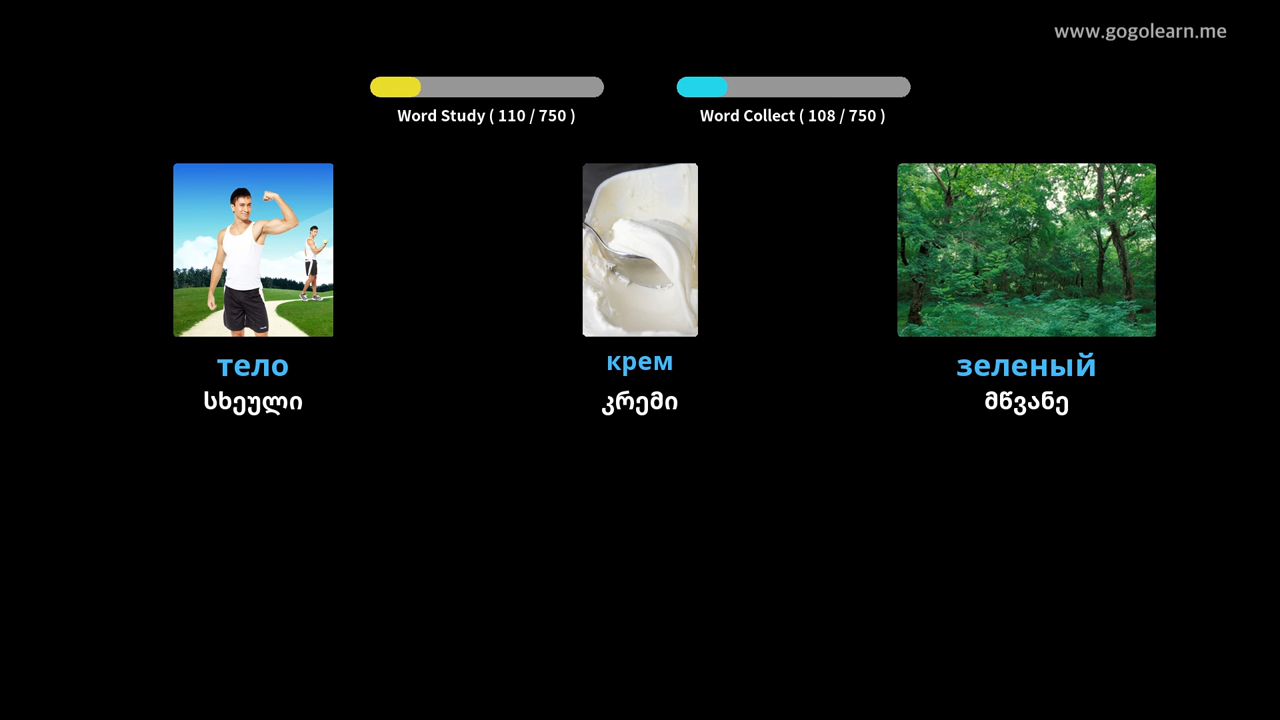 www.gogolearn.me
Word Study ( 110 / 750 )
Word Collect ( 108 / 750 )
тело
крем
зеленый
სხეული
კრემი
მწვანე